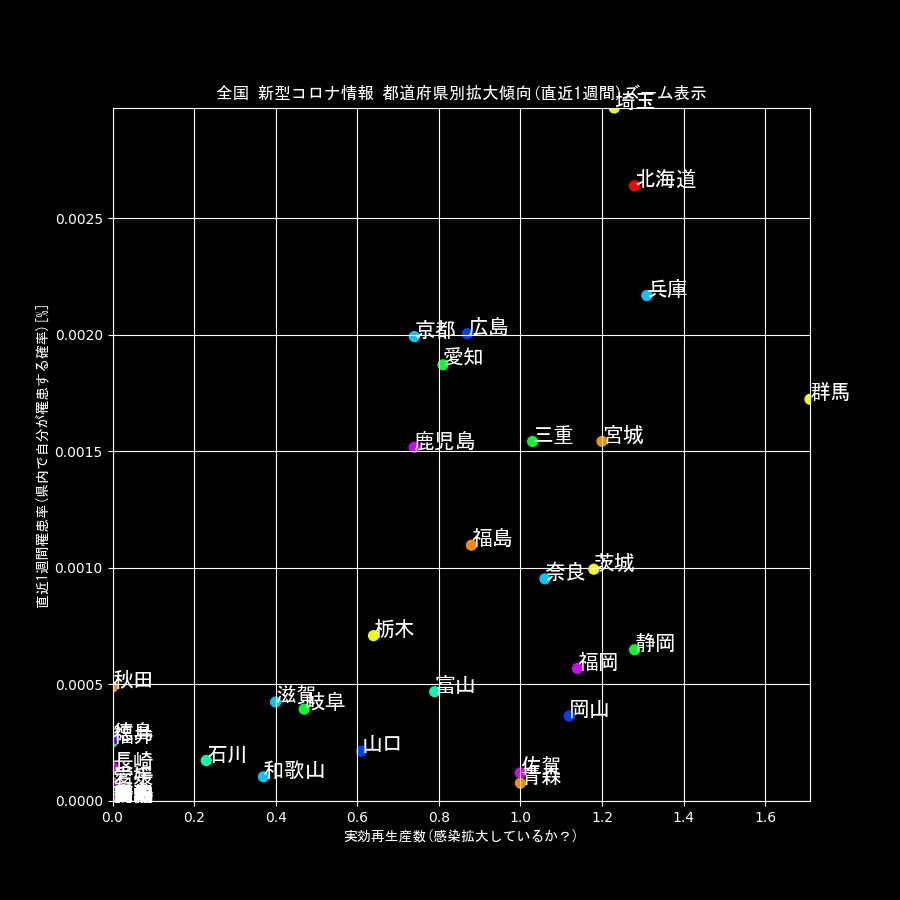 全国 新型コロナ情報 都道府県別拡大傾向(直近1週間)ズーム表示
埼玉
北海道
0.0025
兵庫
0.0020
京都
広島
愛知
群馬
0.0015
鹿児島
三重
宮城
福島
0.0010
奈良
茨城
栃木
静岡
福岡
0.0005
秋田
滋賀
岐阜
富山
岡山
徳島
福井
石川
山口
長崎
愛媛
和歌山
佐賀
青森
0.0000
0.0 0.2 0.4 0.6 0.8 1.0 1.2 1.4 1.6
実効再生産数(感染拡大しているか？)
直近1週間罹患率(県内で自分が罹患する確率)[%]